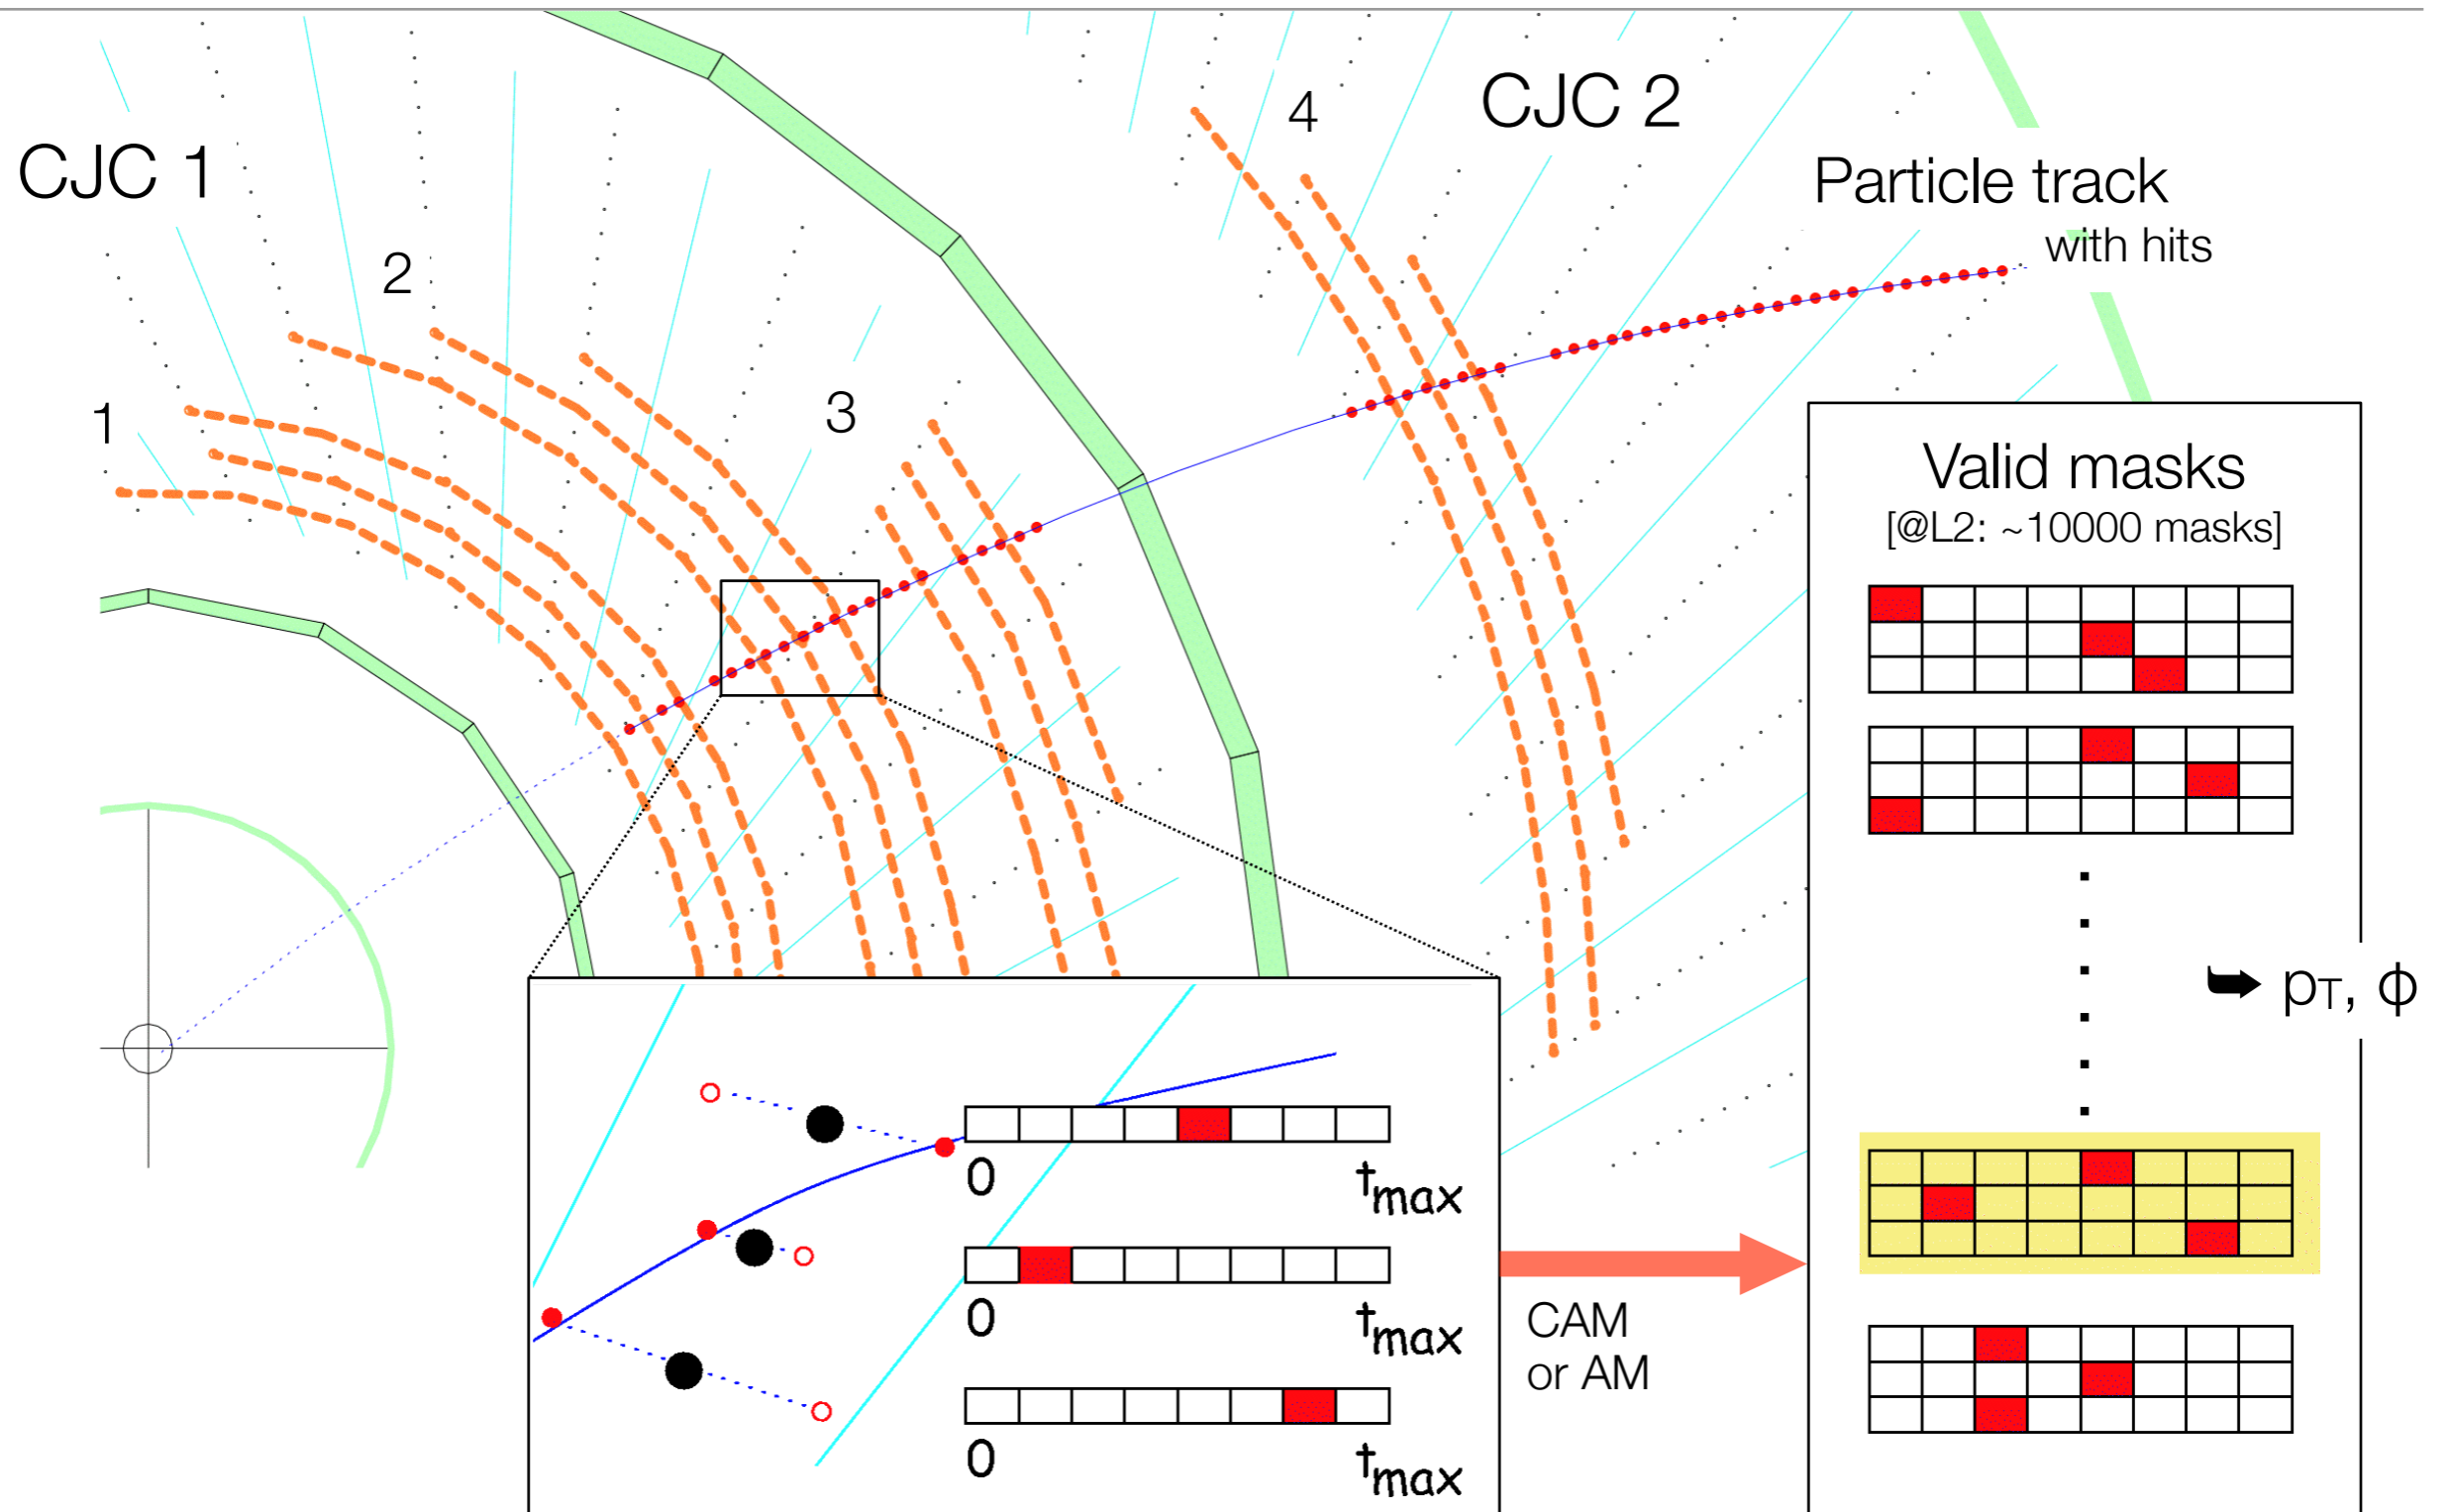 CJC 1
CJC 2
1
2
3
4
Particle track
with hits
Valid masks
[@L2: ~10000 masks]
➥ pT, ϕ
0
tmax
0
tmax
0
tmax
CAM
or AM